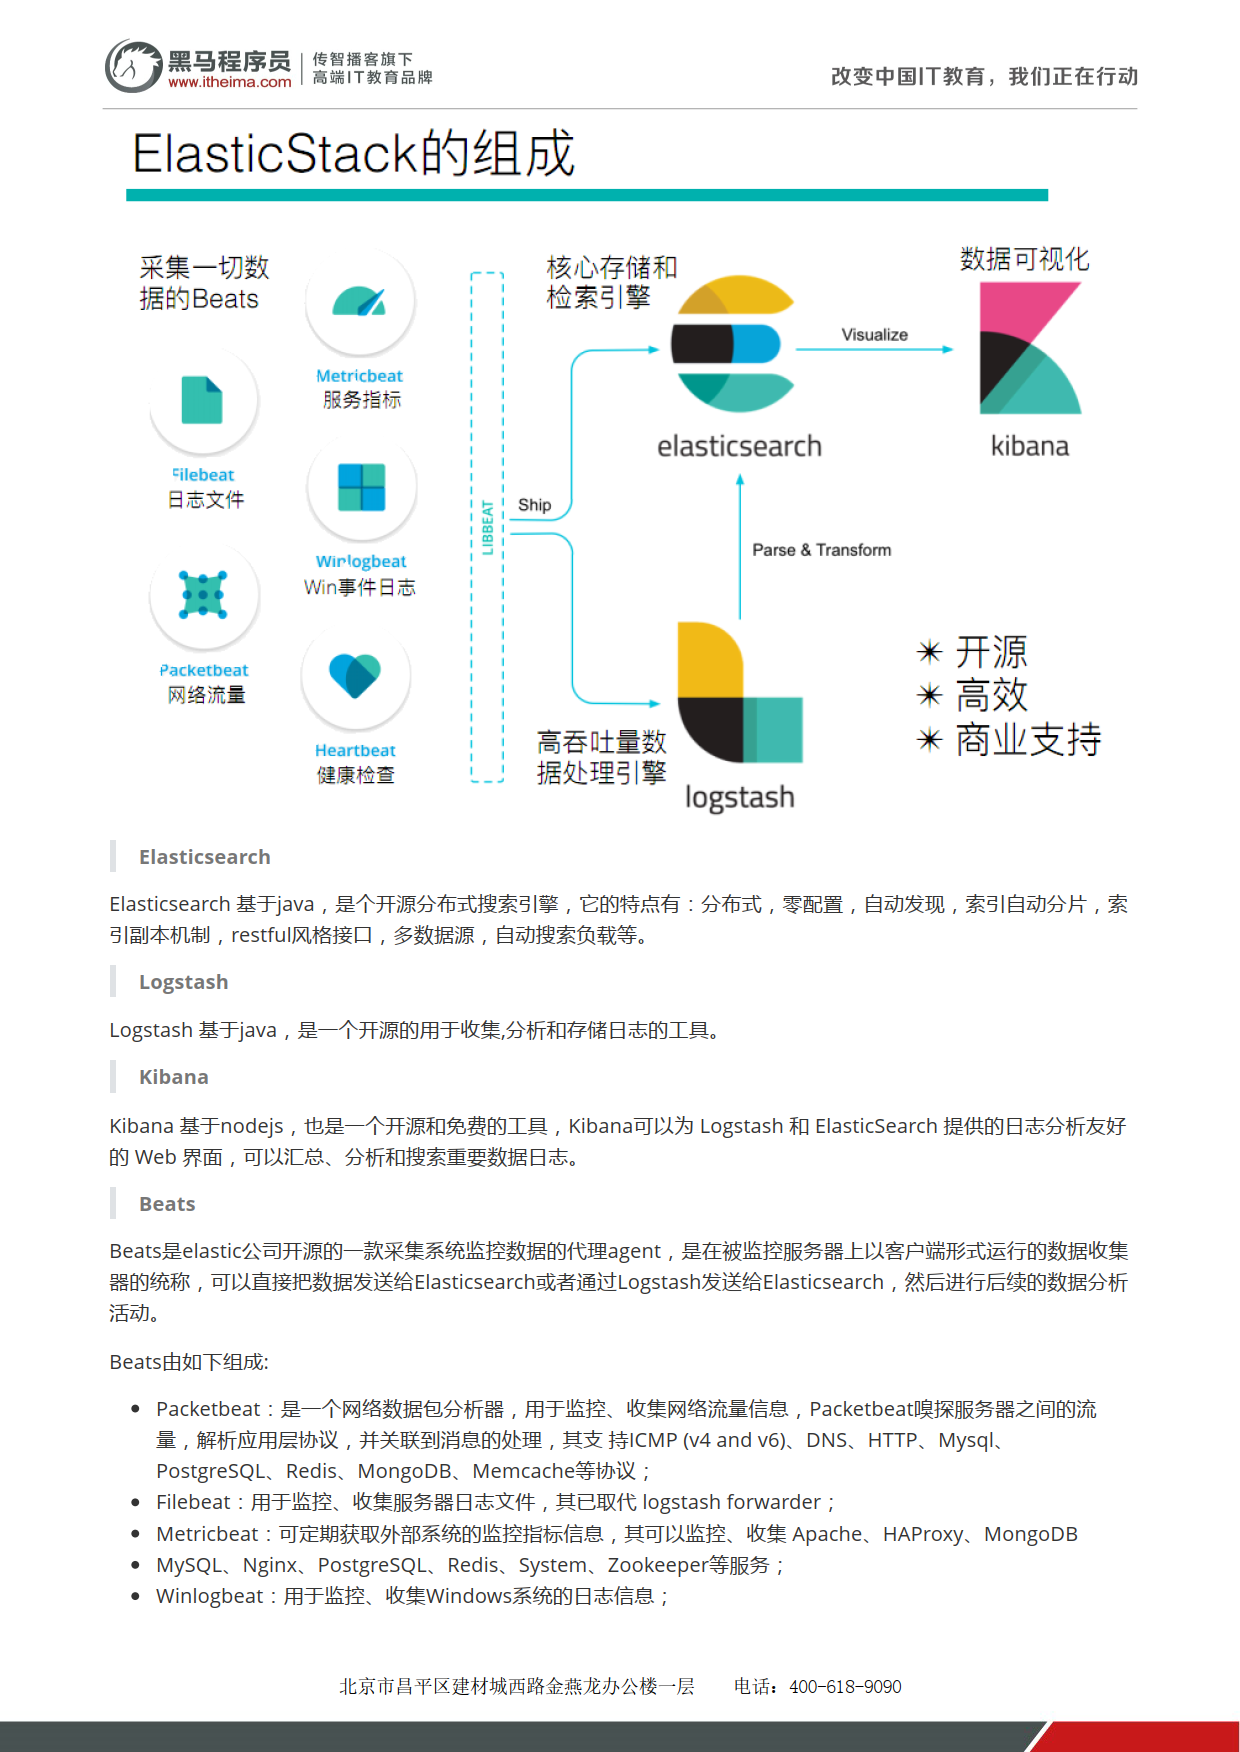 黑马程序员
www.itheima.com
传智播客旗下
高端IT教育品牌
改变中国IT教育，我们正在行动
ElasticStack的组成
采集一切数
据的Beats
Metricbeat
服务指标
Filebeat
日志文件
Winlogbeat
Win事件日志
Packetbeat
网络流量
Heartbeat
健康检查
LIBBEAT
Ship
核心存储和
检索引擎
elasticsearch
Visualize
数据可视化
kibana
Parse & Transform
高吞吐量数
据处理引擎
logstash
开源
高效
商业支持
Elasticsearch
Elasticsearch 基于java，是个开源分布式搜索引擎，它的特点有：分布式，零配置，自动发现，索引自动分片，索
引副本机制，restful风格接口，多数据源，自动搜索负载等。
Logstash
Logstash 基于java，是一个开源的用于收集,分析和存储日志的工具。
Kibana
Kibana 基于nodejs，也是一个开源和免费的工具，Kibana可以为 Logstash 和 ElasticSearch 提供的日志分析友好
的 Web 界面，可以汇总、分析和搜索重要数据日志。
Beats
Beats是elastic公司开源的一款采集系统监控数据的代理agent，是在被监控服务器上以客户端形式运行的数据收集
器的统称，可以直接把数据发送给Elasticsearch或者通过Logstash发送给Elasticsearch，然后进行后续的数据分析
活动。
Beats由如下组成:
Packetbeat：是一个网络数据包分析器，用于监控、收集网络流量信息，Packetbeat嗅探服务器之间的流
量，解析应用层协议，并关联到消息的处理，其支 持ICMP (v4 and v6)、DNS、HTTP、Mysql、
PostgreSQL、Redis、MongoDB、Memcache等协议；
Filebeat：用于监控、收集服务器日志文件，其已取代 logstash forwarder；
Metricbeat：可定期获取外部系统的监控指标信息，其可以监控、收集 Apache、HAProxy、MongoDB
MySQL、Nginx、PostgreSQL、Redis、System、Zookeeper等服务；
Winlogbeat：用于监控、收集Windows系统的日志信息；
北京市昌平区建材城西路金燕龙办公楼一层 电话：400-618-9090